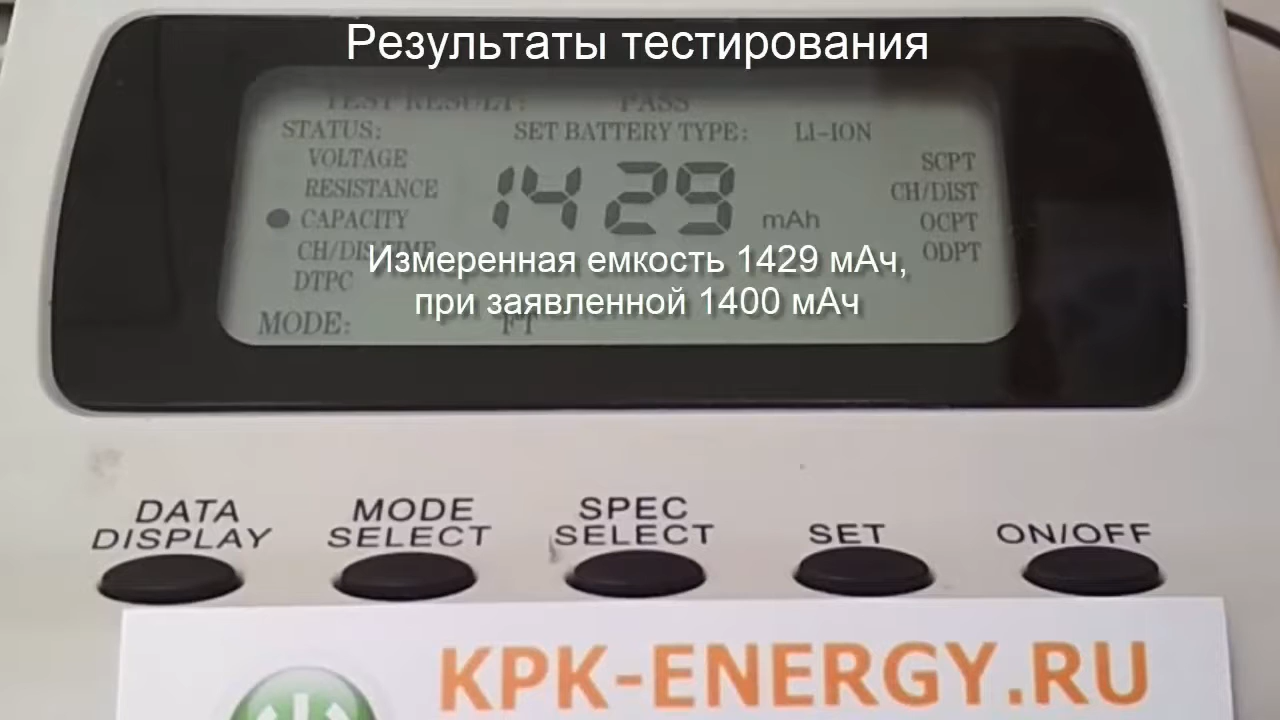 Результаты тестирования
TEST RESULT: PASS
STATUS: SET BATTERY TYPE: LI-ION
VOLTAGE
RESISTANCE
CAPACITY
CH/DIS TIME
DTPC
1429 mAh
SCPT
CH/DIST
OCPT
ODPT
Измеренная емкость 1429 мАч,
при заявленной 1400 мАч
MODE: FT
DATA DISPLAY
MODE SELECT
SPEC SELECT
SET
ON/OFF
KPK-ENERGY.RU